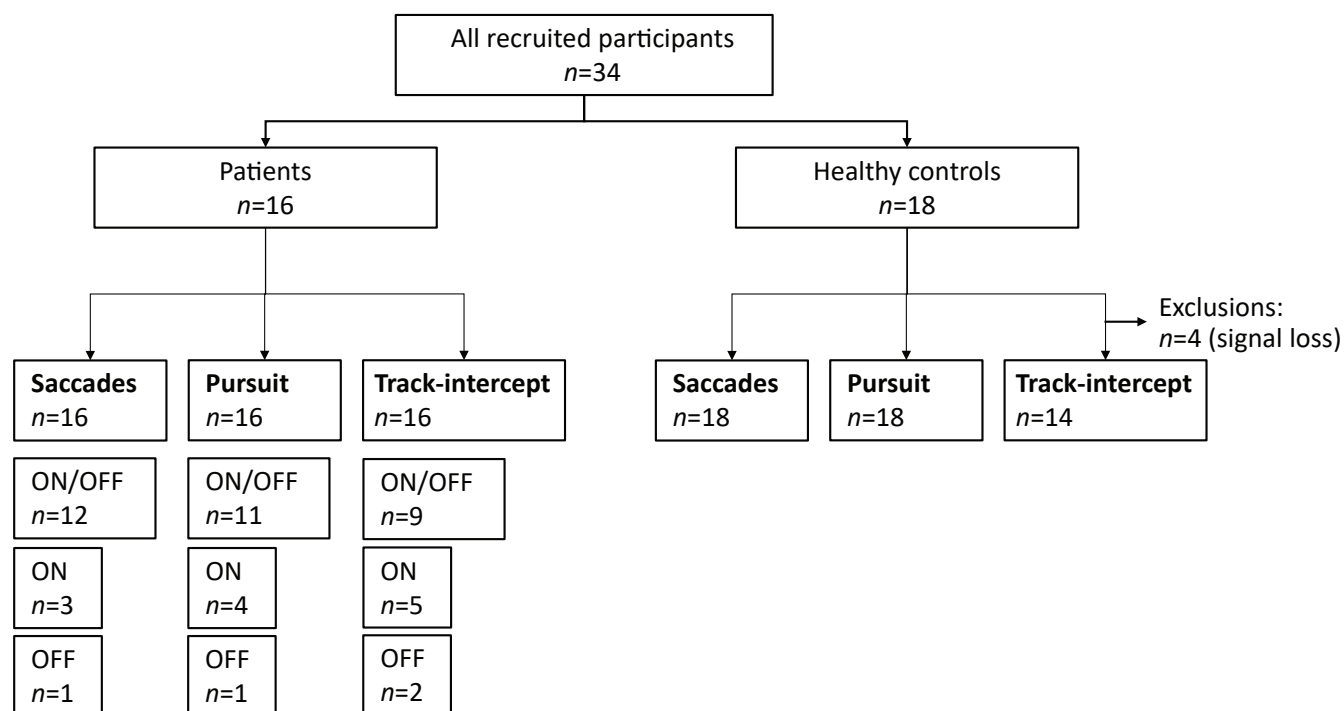 All recruited participants
n=34
Patients
n=16
Healthy controls
n=18
Exclusions:
n=4 (signal loss)
Saccades
n=16
Pursuit
n=16
Track-intercept
n=16
Saccades
n=18
Pursuit
n=18
Track-intercept
n=14
ON/OFF
n=12
ON/OFF
n=11
ON/OFF
n=9
ON
n=3
ON
n=4
ON
n=5
OFF
n=1
OFF
n=1
OFF
n=2